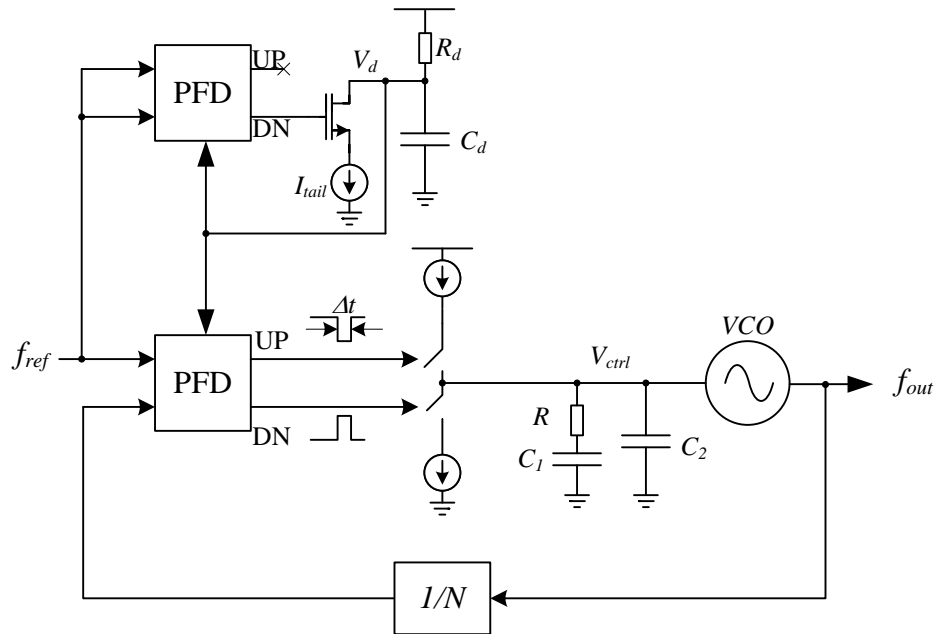 UP
PFD
DN
V_d
R_d
C_d
I_tail
Δt
UP
f_ref
PFD
DN
V_ctrl
VCO
f_out
R
C_1
C_2
1/N